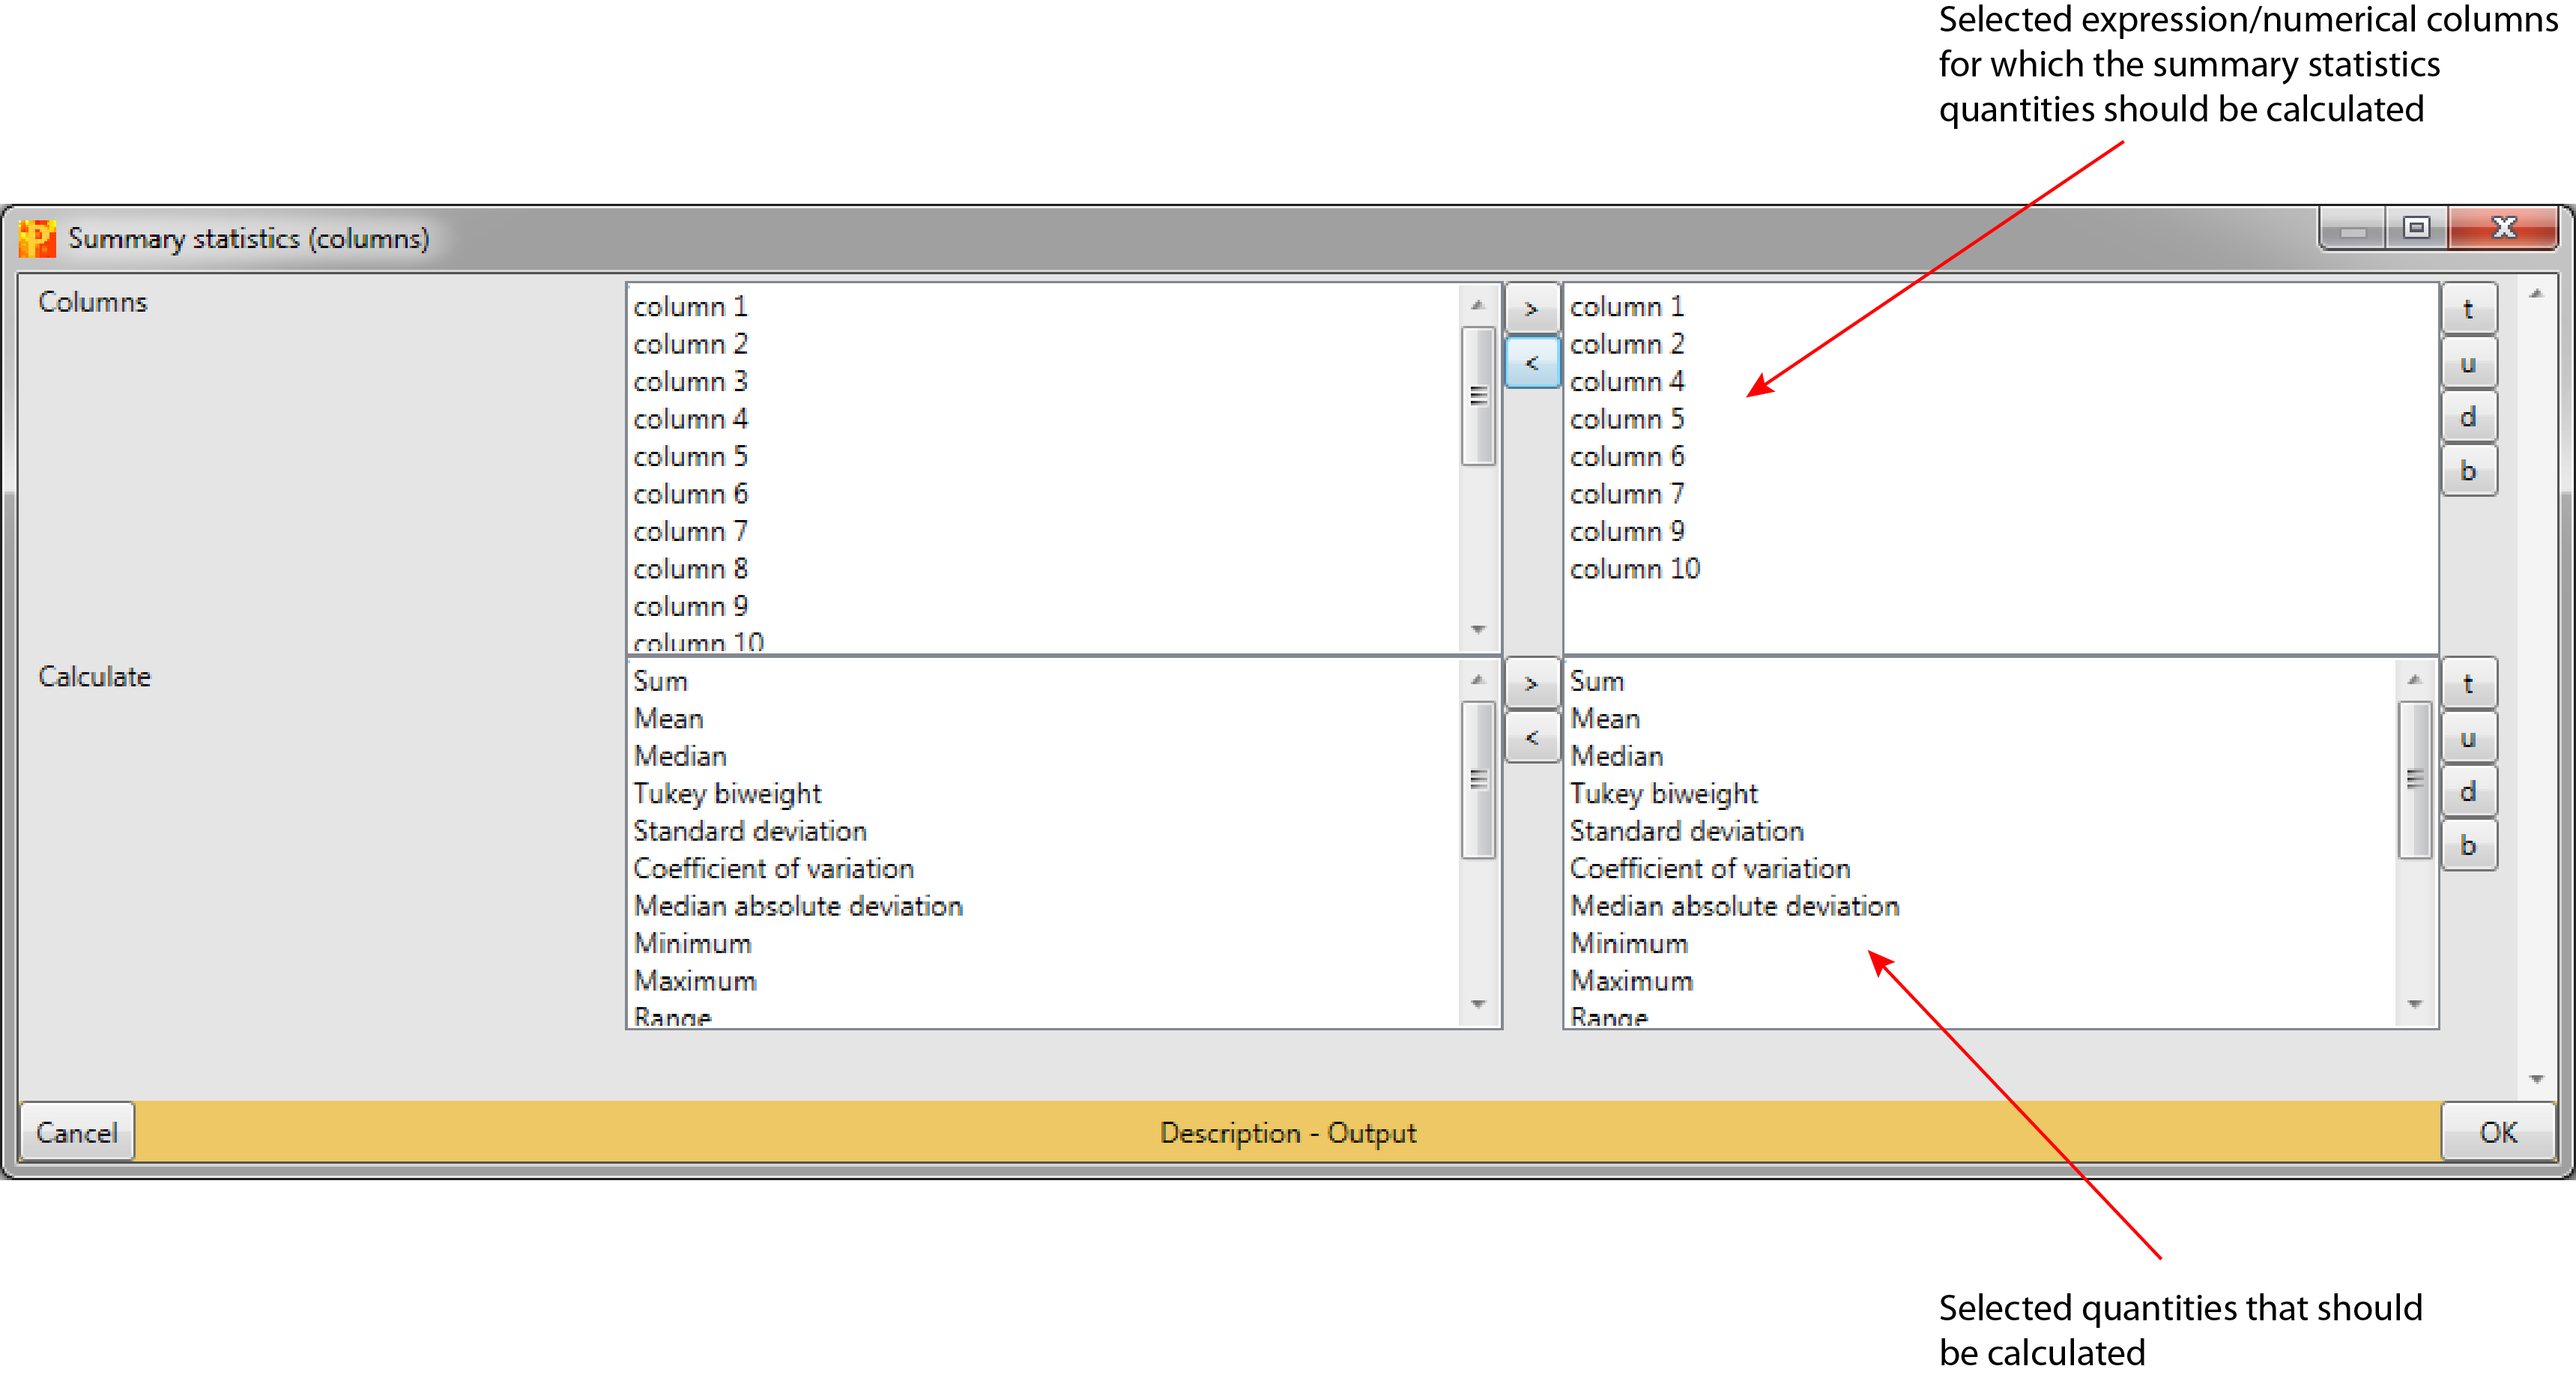 Selected expression/numerical columns
for which the summary statistics
quantities should be calculated
Summary statistics (columns)
Columns
column 1
column 2
column 3
column 4
column 5
column 6
column 7
column 8
column 9
column 10
>
<
column 1
column 2
column 4
column 5
column 6
column 7
column 9
column 10
t
u
d
b
Calculate
Sum
Mean
Median
Tukey biweight
Standard deviation
Coefficient of variation
Median absolute deviation
Minimum
Maximum
Range
>
<
Sum
Mean
Median
Tukey biweight
Standard deviation
Coefficient of variation
Median absolute deviation
Minimum
Maximum
Range
t
u
d
b
Cancel
Description - Output
OK
Selected quantities that should
be calculated